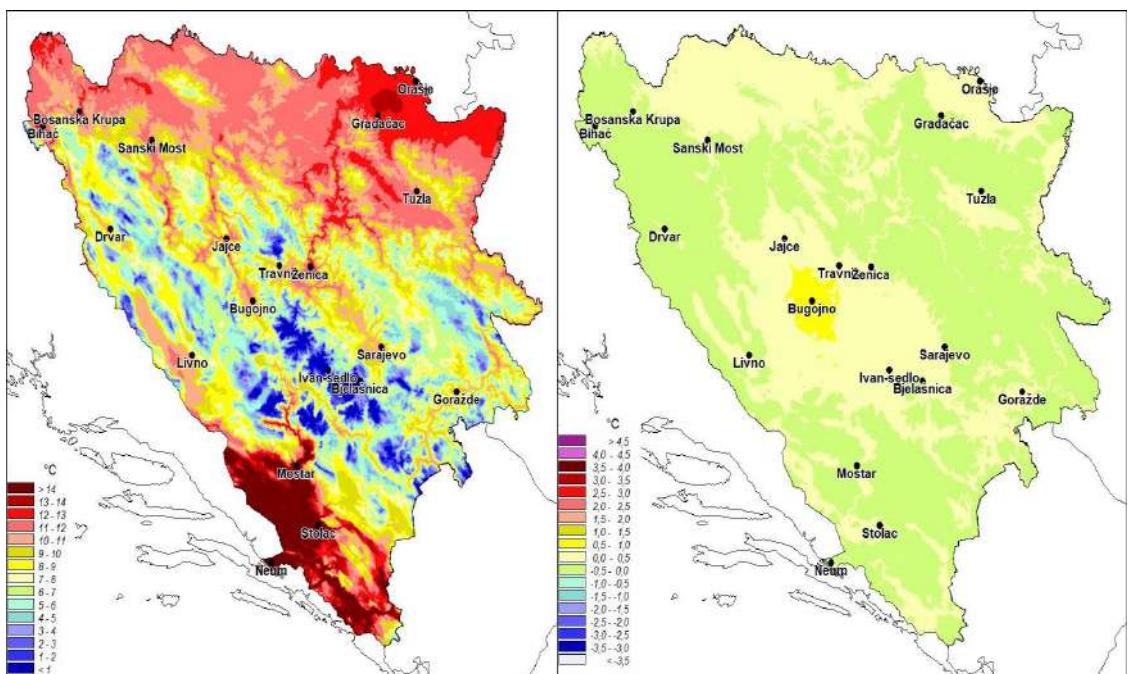 Orašje
Bosanska Krupa
Gradačac
Bihać
Sanski Most
Tuzla
Drvar
Jajce
Travnik
Zenica
Bugojno
Livno
Sarajevo
Ivan-sedlo
Bjelašnica
Goražde
Mostar
Stolac
Neum
°C
> 14
13 - 14
12 - 13
11 - 12
10 - 11
9 - 10
8 - 9
7 - 8
6 - 7
5 - 6
4 - 5
3 - 4
2 - 3
1 - 2
< 1
Orašje
Bosanska Krupa
Gradačac
Bihać
Sanski Most
Tuzla
Drvar
Jajce
Travnik
Zenica
Bugojno
Livno
Sarajevo
Ivan-sedlo
Bjelašnica
Goražde
Mostar
Stolac
Neum
°C
> 4,5
4,0 - 4,5
3,5 - 4,0
3,0 - 3,5
2,5 - 3,0
2,0 - 2,5
1,5 - 2,0
1,0 - 1,5
0,5 - 1,0
0,0 - 0,5
-0,5 - 0,0
-1,0 - -0,5
-1,5 - -1,0
-2,0 - -1,5
-2,5 - -2,0
-3,0 - -2,5
-3,5 - -3,0
< -3,5